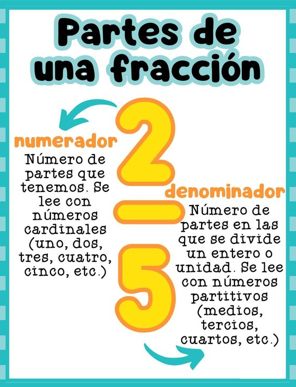 Partes de
una fracción
numerador
Número de
partes que
tenemos. Se
lee con
números
cardinales
(uno, dos,
tres, cuatro,
cinco, etc.)
2
5
denominador
Número de
partes en las
que se divide
un entero o
unidad. Se lee
con números
partitivos
(medios,
tercios,
cuartos, etc.)